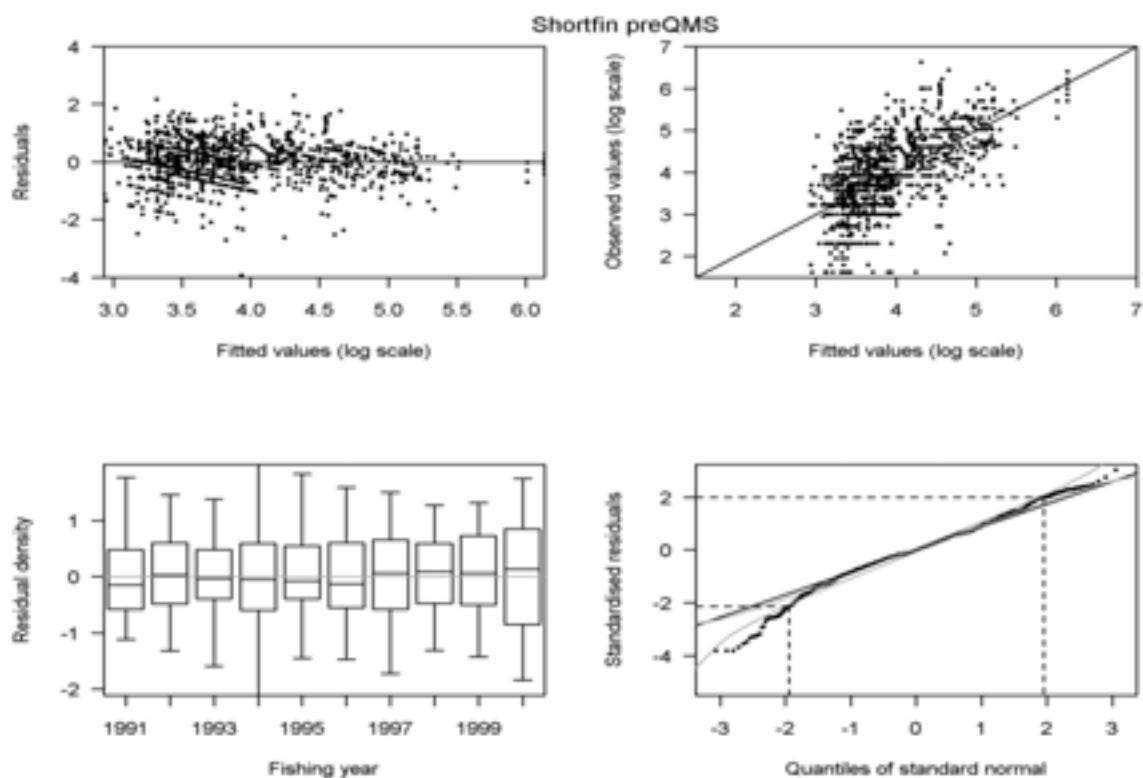 Shortfin preQMS
4
2
0
-2
-4
Residuals
3.0 3.5 4.0 4.5 5.0 5.5 6.0
Fitted values (log scale)
7
6
5
4
3
2
Observed values (log scale)
2 3 4 5 6 7
Fitted values (log scale)
1
0
-1
-2
Residual density
1991 1993 1995 1997 1999
Fishing year
2
0
-2
-4
Standardised residuals
-3 -2 -1 0 1 2 3
Quantiles of standard normal